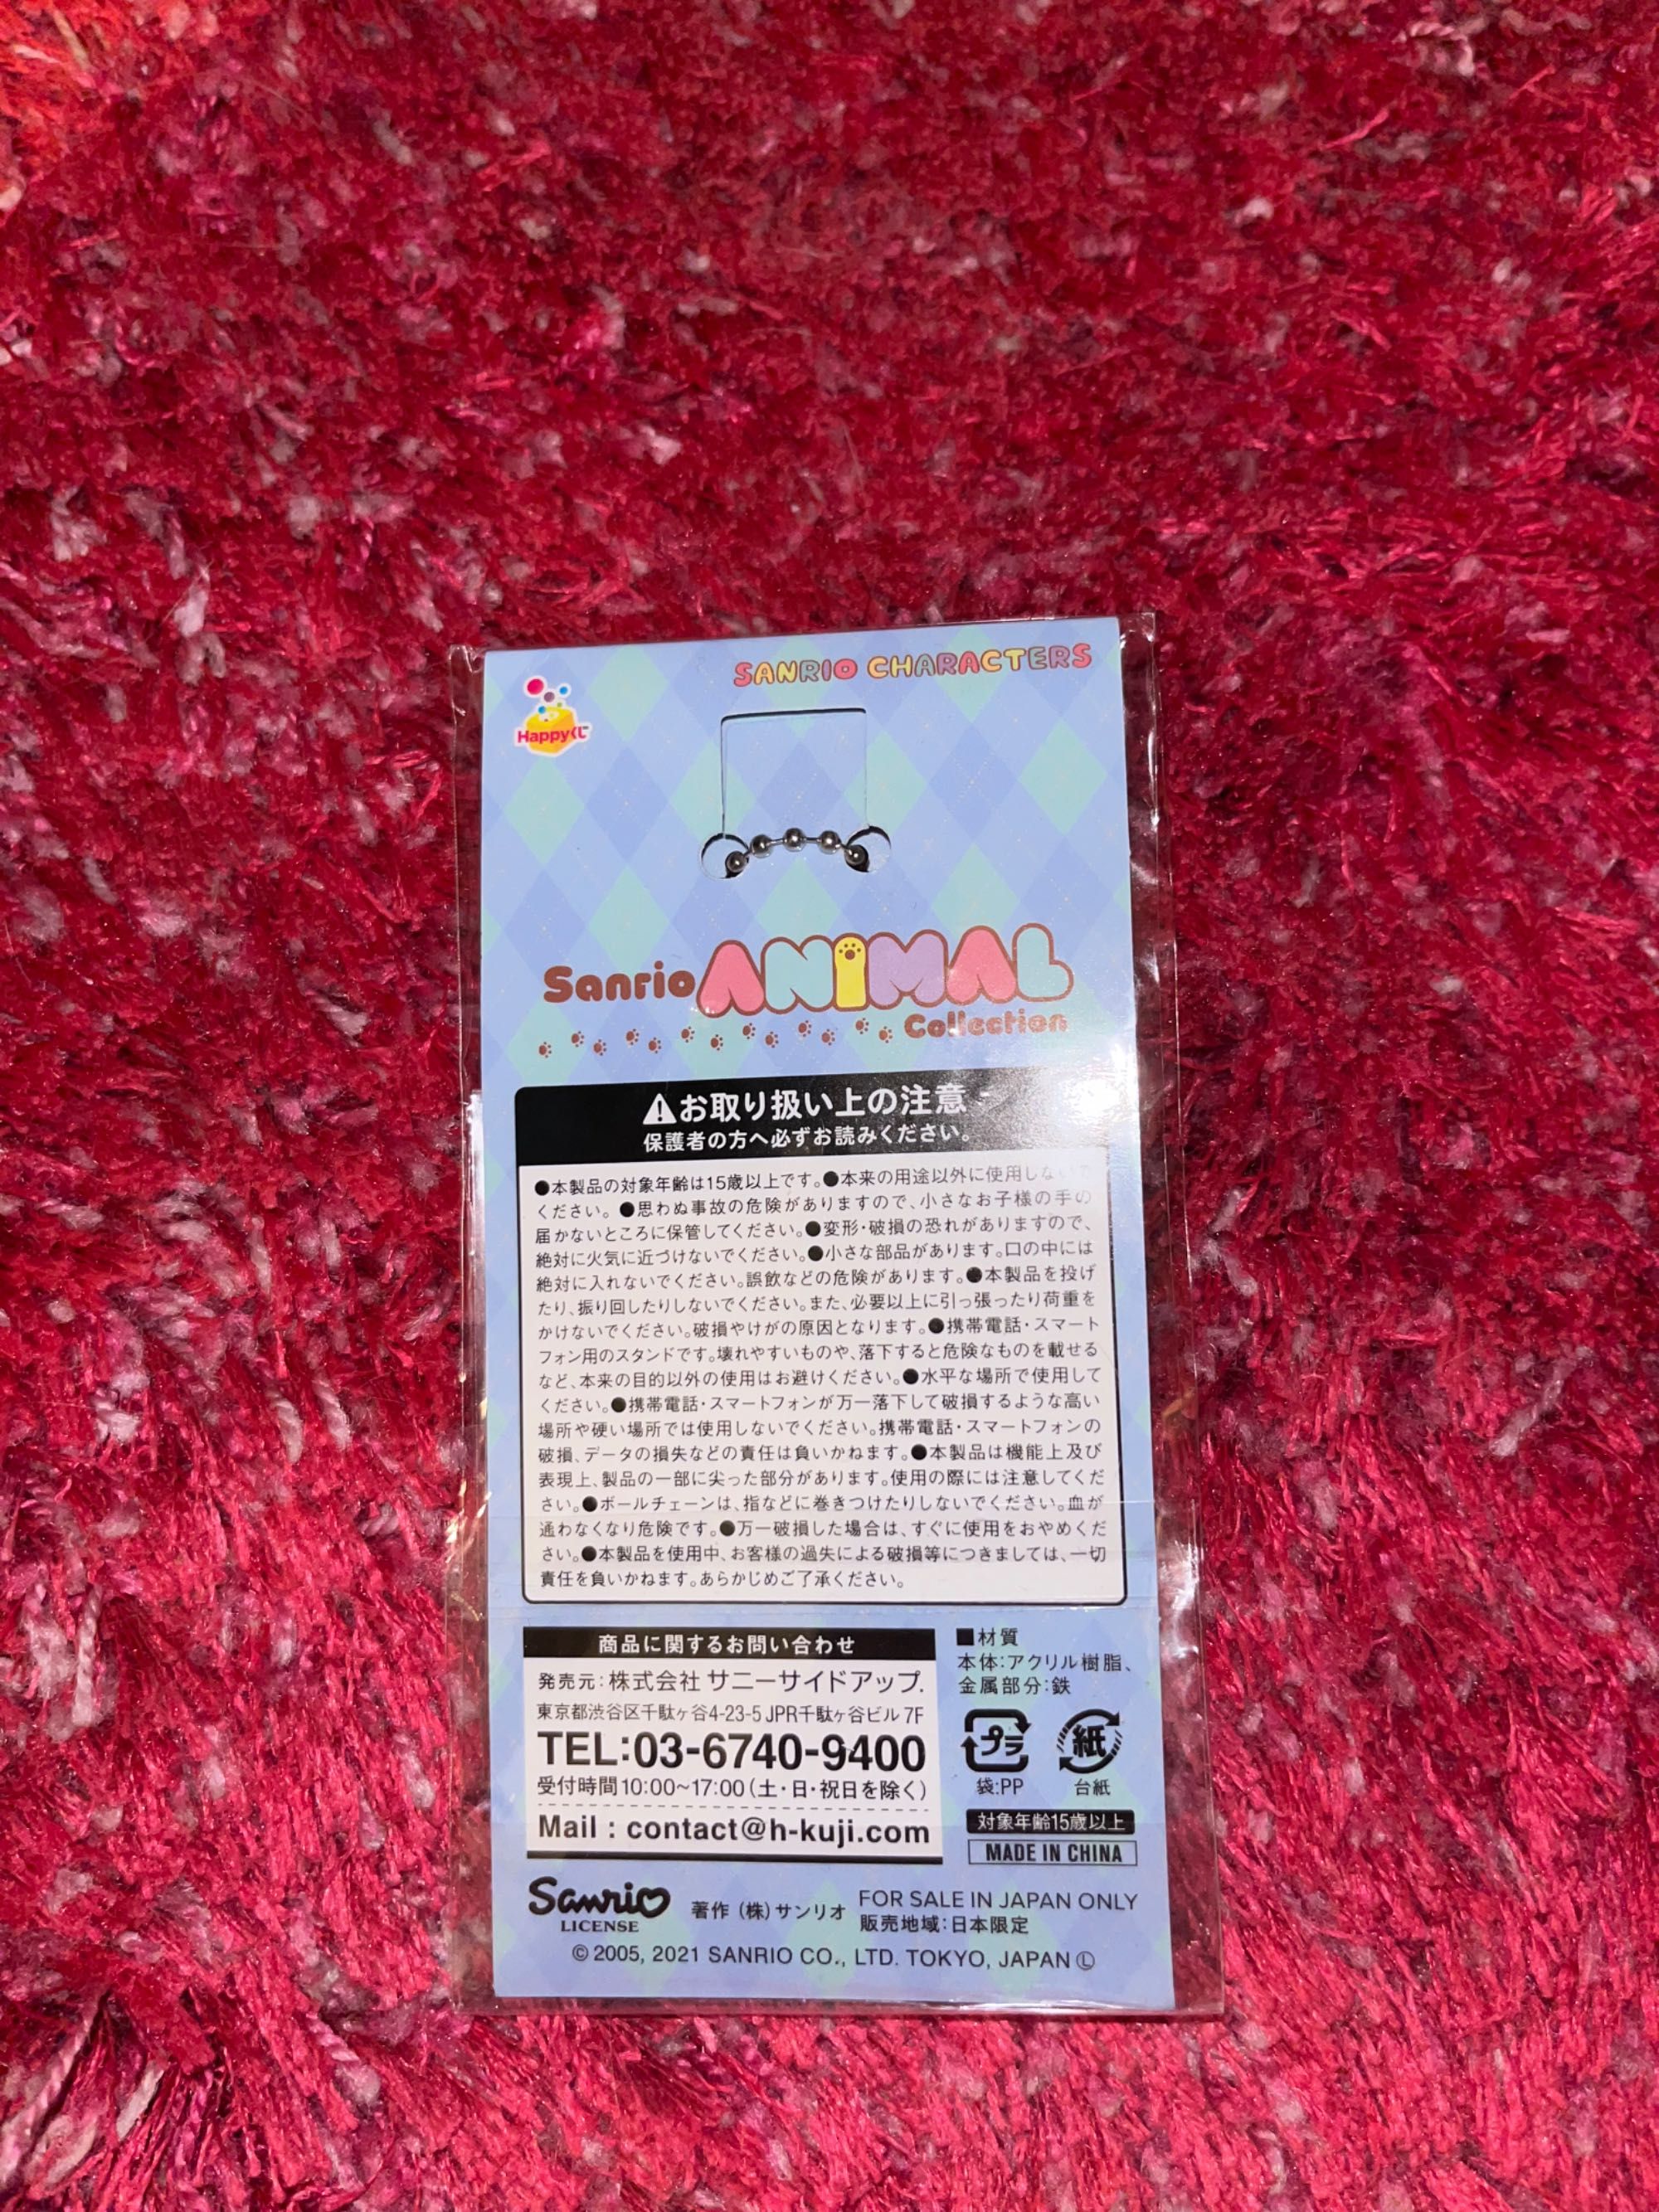 SANRIO CHARACTERS
Happyくじ
Sanrio ANIMAL
Collection
⚠お取り扱い上の注意
保護者の方へ必ずお読みください。
●本製品の対象年齢は15歳以上です。●本来の用途以外に使用しない
ください。●思わぬ事故の危険がありますので、小さなお子様の手の
届かないところに保管してください。●変形・破損の恐れがありますので、
絶対に火気に近づけないでください。●小さな部品があります。口の中には
絶対に入れないでください。誤飲などの危険があります。●本製品を投げ
たり、振り回したりしないでください。また、必要以上に引っ張ったり荷重を
かけないでください。破損やけがの原因となります。●携帯電話・スマート
フォン用のスタンドです。壊れやすいものや、落下すると危険なものを載せる
など、本来の目的以外の使用はお避けください。●水平な場所で使用して
ください。●携帯電話・スマートフォンが万一落下して破損するような高い
場所や硬い場所では使用しないでください。携帯電話・スマートフォンの
破損、データの損失などの責任は負いかねます。●本製品は機能上及び
表現上、製品の一部に尖った部分があります。使用の際には注意してくだ
さい。●ボールチェーンは、指などに巻きつけたりしないでください。血が
通わなくなり危険です。●万一破損した場合は、すぐに使用をおやめくだ
さい。●本製品を使用中、お客様の過失による破損等につきましては、一切
責任を負いかねます。あらかじめご了承ください。
商品に関するお問い合わせ
発売元：株式会社 サニーサイドアップ.
東京都渋谷区千駄ヶ谷4-23-5 JPR千駄ヶ谷ビル 7F
TEL:03-6740-9400
受付時間10:00~17:00（土・日・祝日を除く）
Mail : contact@h-kuji.com
■材質
本体：アクリル樹脂、
金属部分：鉄
プラ
紙
袋:PP
台紙
対象年齢15歳以上
MADE IN CHINA
Sanrio
LICENSE
著作（株）サンリオ
FOR SALE IN JAPAN ONLY
販売地域：日本限定
© 2005, 2021 SANRIO CO., LTD. TOKYO, JAPAN Ⓛ